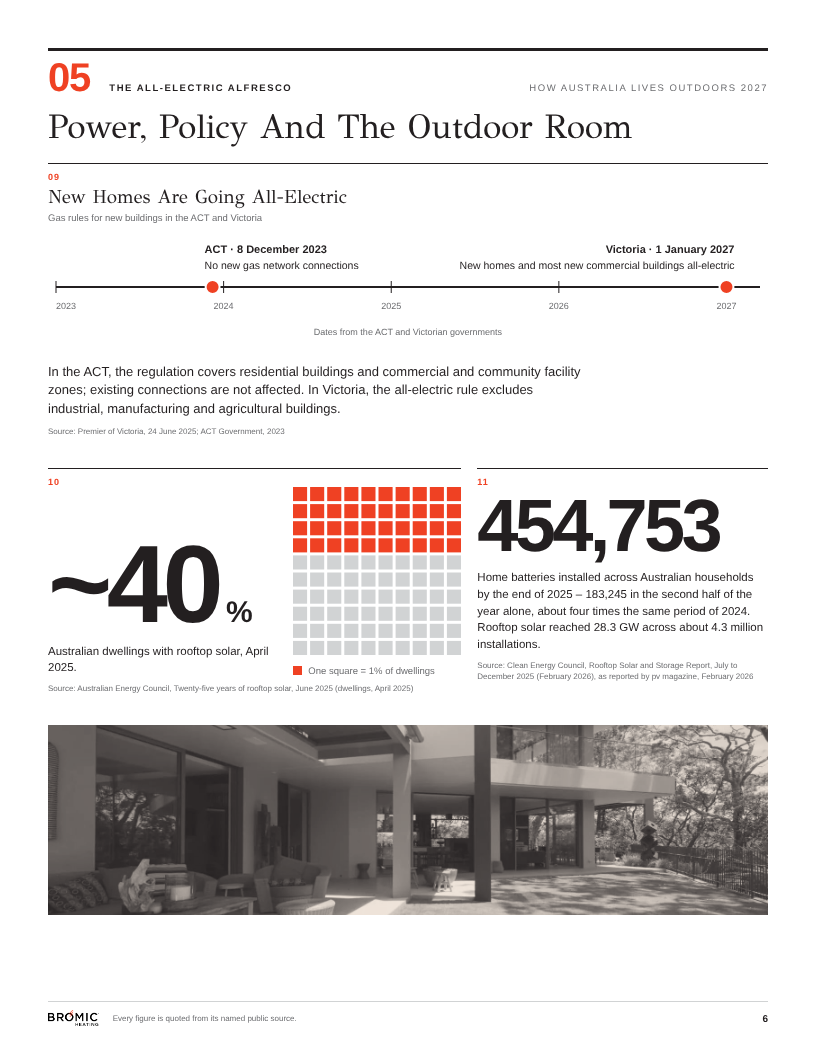 05
THE ALL-ELECTRIC ALFRESCO
HOW AUSTRALIA LIVES OUTDOORS 2027
Power, Policy And The Outdoor Room
09
New Homes Are Going All-Electric
Gas rules for new buildings in the ACT and Victoria
ACT · 8 December 2023
No new gas network connections
Victoria · 1 January 2027
New homes and most new commercial buildings all-electric
2023
2024
2025
2026
2027
Dates from the ACT and Victorian governments
In the ACT, the regulation covers residential buildings and commercial and community facility
zones; existing connections are not affected. In Victoria, the all-electric rule excludes
industrial, manufacturing and agricultural buildings.
Source: Premier of Victoria, 24 June 2025; ACT Government, 2023
10
~40 %
Australian dwellings with rooftop solar, April
2025.
One square = 1% of dwellings
Source: Australian Energy Council, Twenty-five years of rooftop solar, June 2025 (dwellings, April 2025)
11
454,753
Home batteries installed across Australian households
by the end of 2025 – 183,245 in the second half of the
year alone, about four times the same period of 2024.
Rooftop solar reached 28.3 GW across about 4.3 million
installations.
Source: Clean Energy Council, Rooftop Solar and Storage Report, July to
December 2025 (February 2026), as reported by pv magazine, February 2026
BROMIC
HEATING
Every figure is quoted from its named public source.
6